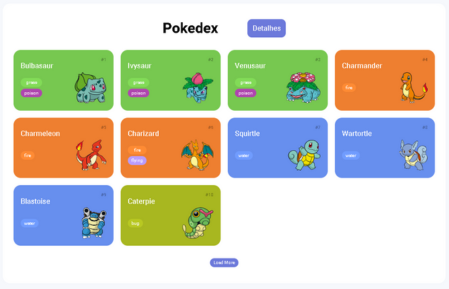 Pokedex
Detalhes
#1
Bulbasaur
grass
poison
#2
Ivysaur
grass
poison
#3
Venusaur
grass
poison
#4
Charmander
fire
#5
Charmeleon
fire
#6
Charizard
fire
flying
#7
Squirtle
water
#8
Wartortle
water
#9
Blastoise
water
#10
Caterpie
bug
Load More